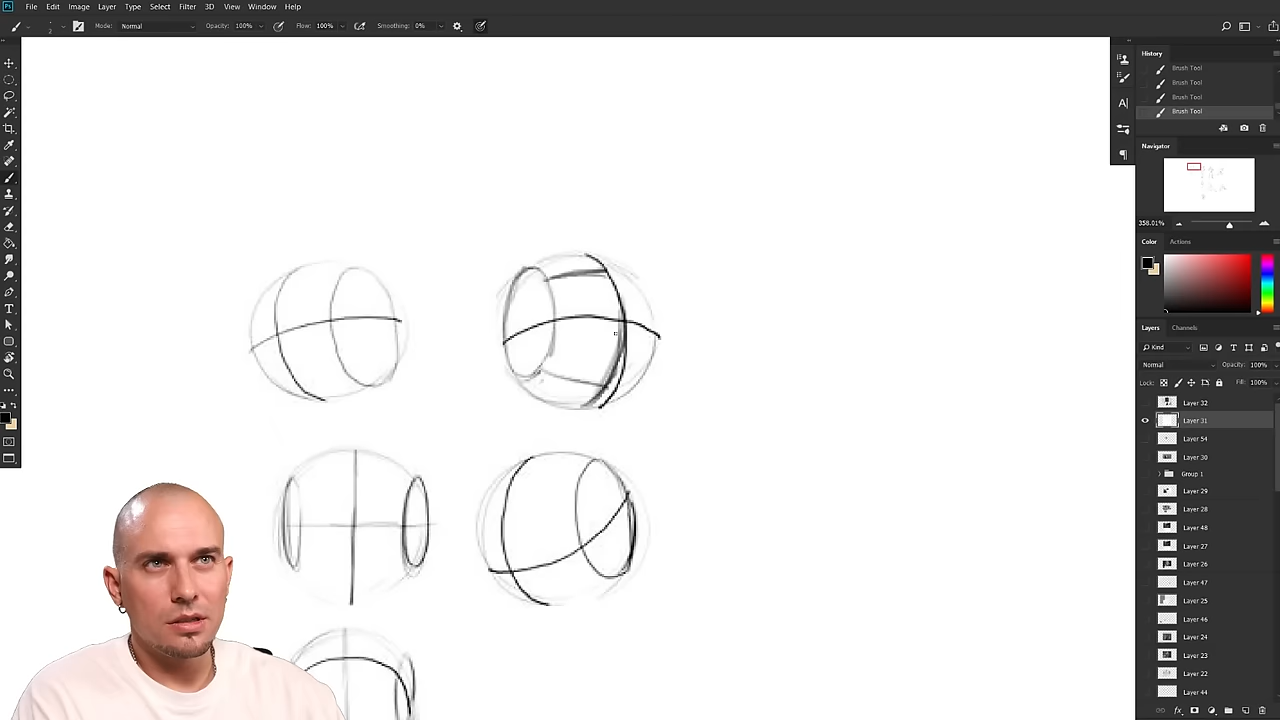 File Edit Image Layer Type Select Filter 3D View Window Help
Mode: Normal Opacity: 100% Flow: 100% Smoothing: 0%
History
Brush Tool
Brush Tool
Brush Tool
Brush Tool
Navigator
358.01%
Color Actions
Layers Channels
Kind
Normal Opacity: 100%
Lock: Fill: 100%
Layer 32
Layer 31
Layer 54
Layer 30
Group 1
Layer 29
Layer 28
Layer 48
Layer 27
Layer 26
Layer 47
Layer 25
Layer 46
Layer 24
Layer 23
Layer 22
Layer 44